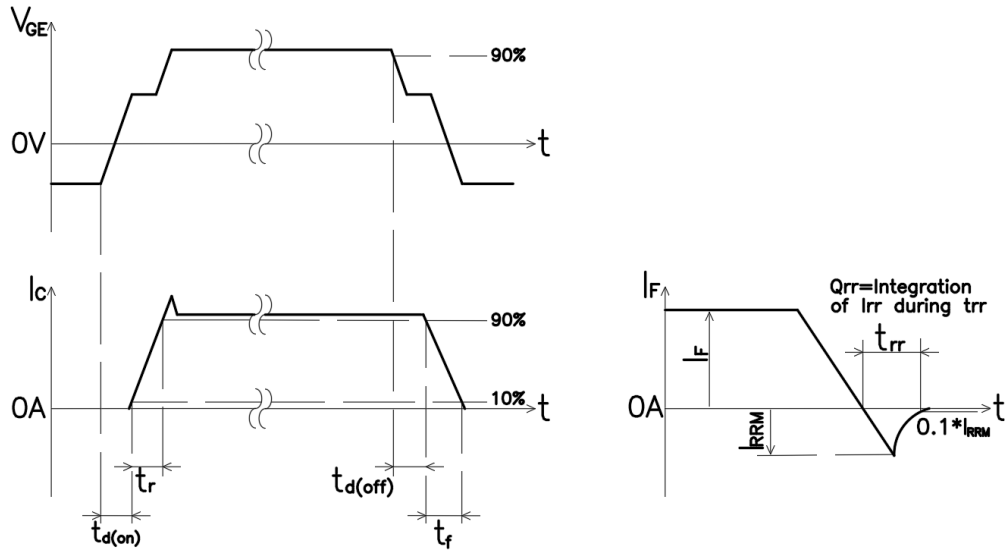 VGE
90%
0V
t
IC
90%
10%
0A
t
tr
td(off)
td(on)
tf
IF
Qrr=Integration
of Irr during trr
trr
IF
0A
t
IRRM
0.1*IRRM